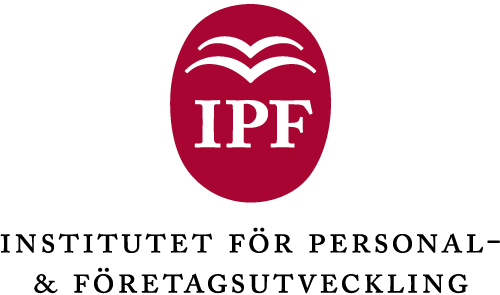 IPF
INSTITUTET FÖR PERSONAL-
& FÖRETAGSUTVECKLING